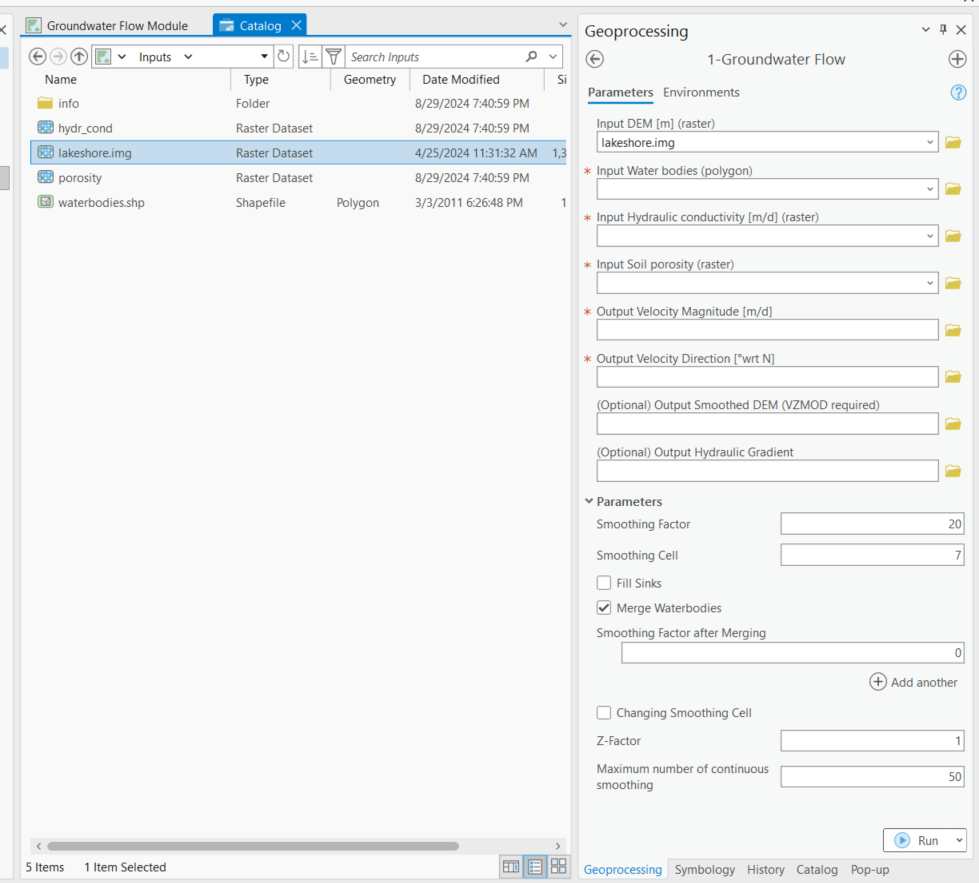 Groundwater Flow Module
Catalog
Inputs
Search Inputs
Name Type Geometry Date Modified Si
info Folder 8/29/2024 7:40:59 PM
hydr_cond Raster Dataset 8/29/2024 7:40:59 PM
lakeshore.img Raster Dataset 4/25/2024 11:31:32 AM 1,3
porosity Raster Dataset 8/29/2024 7:40:59 PM
waterbodies.shp Shapefile Polygon 3/3/2011 6:26:48 PM 1
5 Items 1 Item Selected
Geoprocessing
1-Groundwater Flow
Parameters Environments
Input DEM [m] (raster)
lakeshore.img
* Input Water bodies (polygon)
* Input Hydraulic conductivity [m/d] (raster)
* Input Soil porosity (raster)
* Output Velocity Magnitude [m/d]
* Output Velocity Direction [°wrt N]
(Optional) Output Smoothed DEM (VZMOD required)
(Optional) Output Hydraulic Gradient
Parameters
Smoothing Factor 20
Smoothing Cell 7
Fill Sinks
Merge Waterbodies
Smoothing Factor after Merging
0
Add another
Changing Smoothing Cell
Z-Factor 1
Maximum number of continuous
smoothing 50
Run
Geoprocessing Symbology History Catalog Pop-up